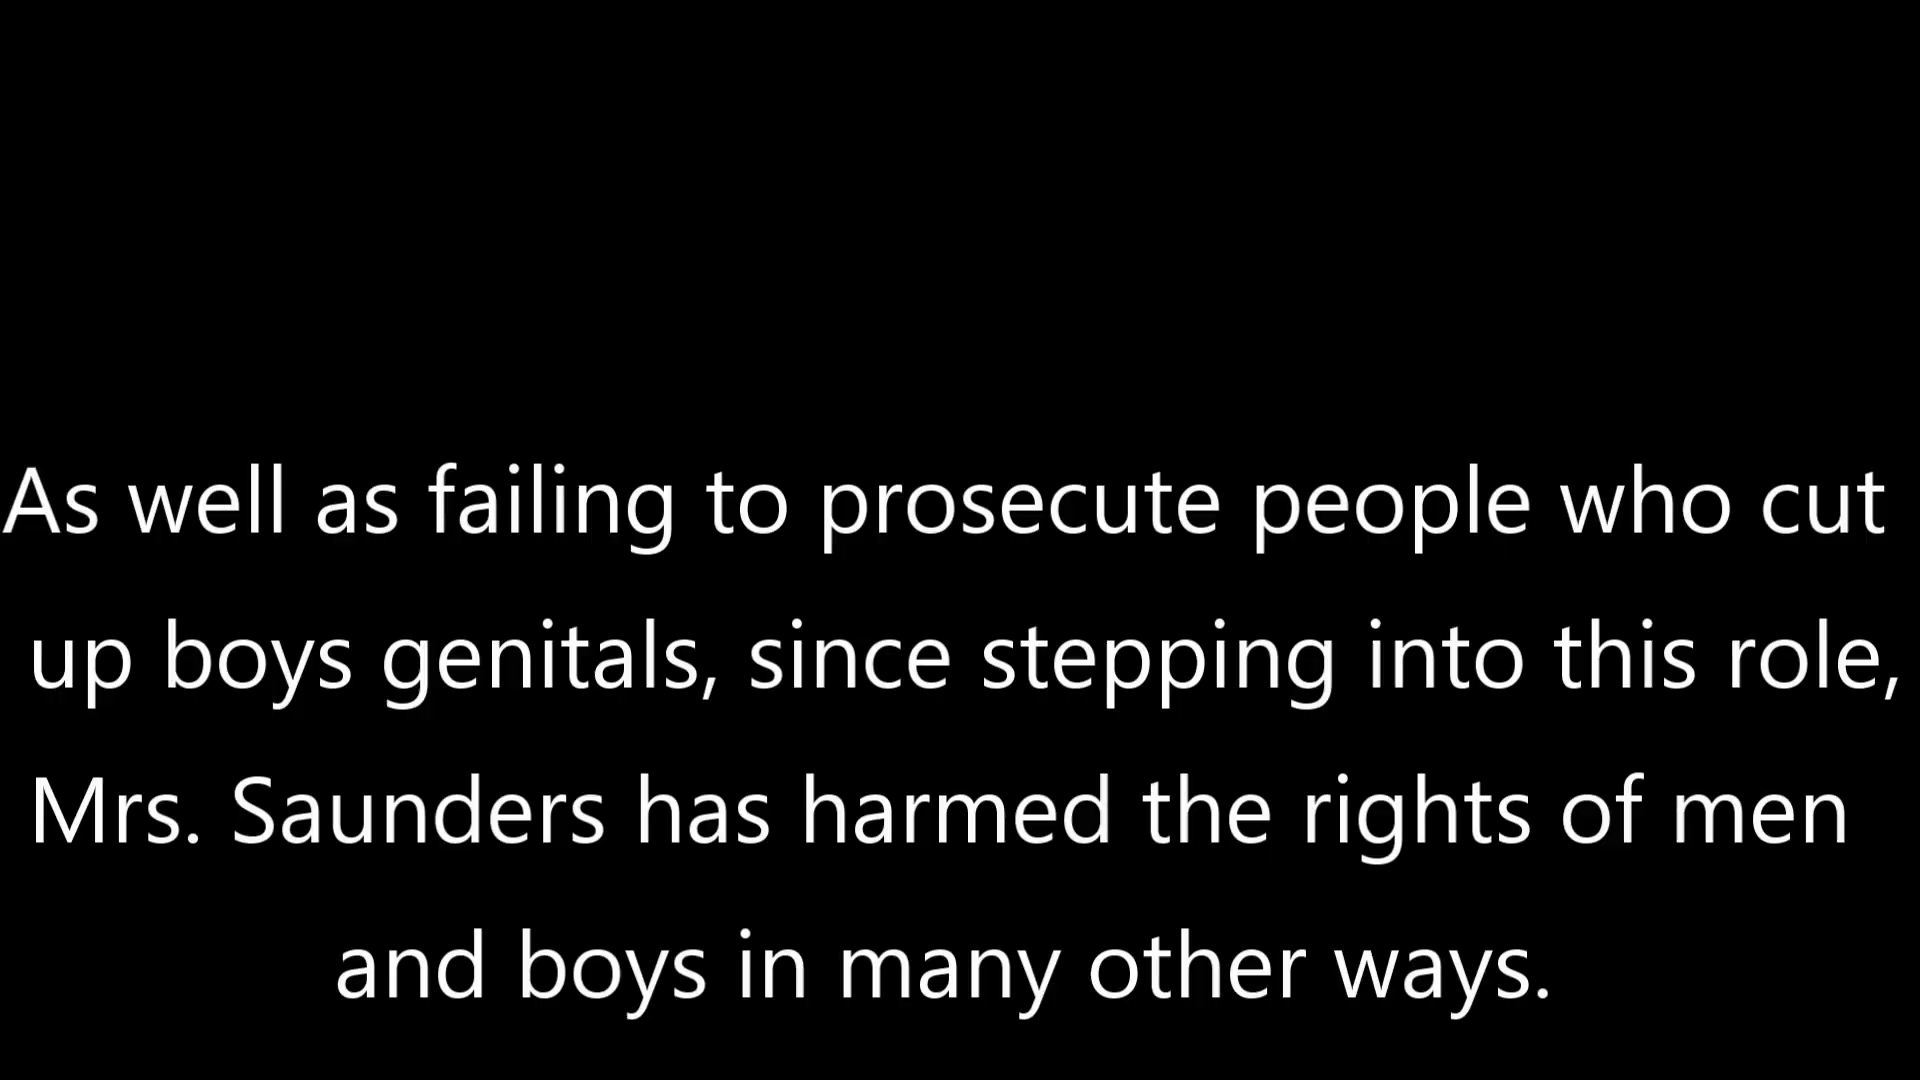 As well as failing to prosecute people who cut
up boys genitals, since stepping into this role,
Mrs. Saunders has harmed the rights of men
and boys in many other ways.